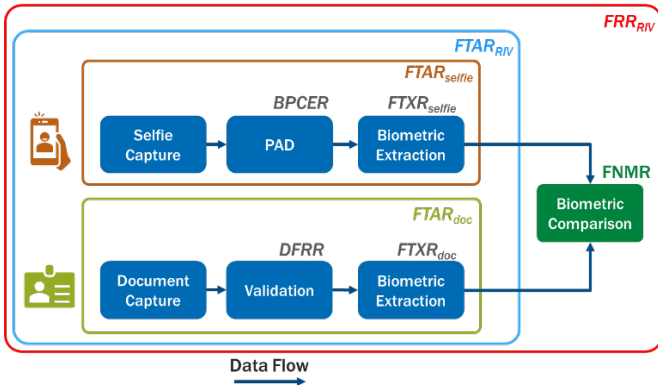 FRR_RIV
FTAR_RIV
FTAR_selfie
BPCER
FTXR_selfie
Selfie
Capture
PAD
Biometric
Extraction
FNMR
Biometric
Comparison
FTAR_doc
DFRR
FTXR_doc
Document
Capture
Validation
Biometric
Extraction
Data Flow